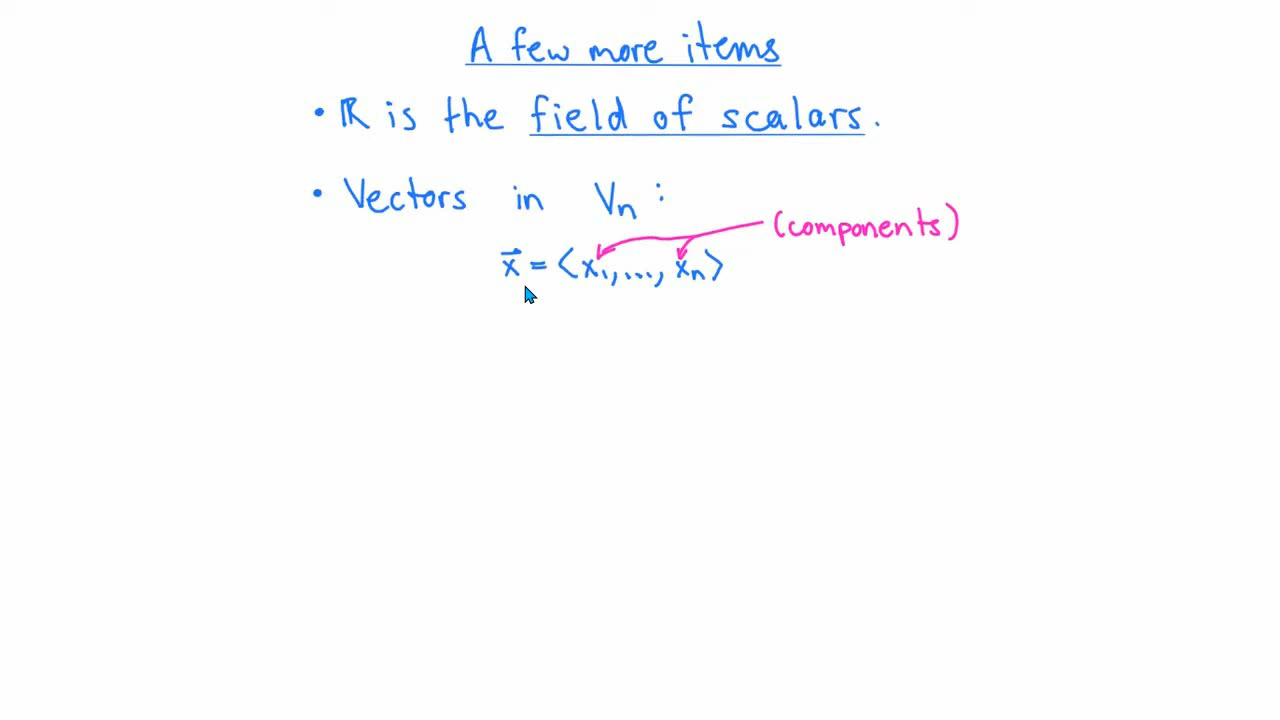 A few more items
• ℝ is the field of scalars.
• Vectors in Vₙ:
(components)
x⃗ = ⟨x₁, ..., xₙ⟩